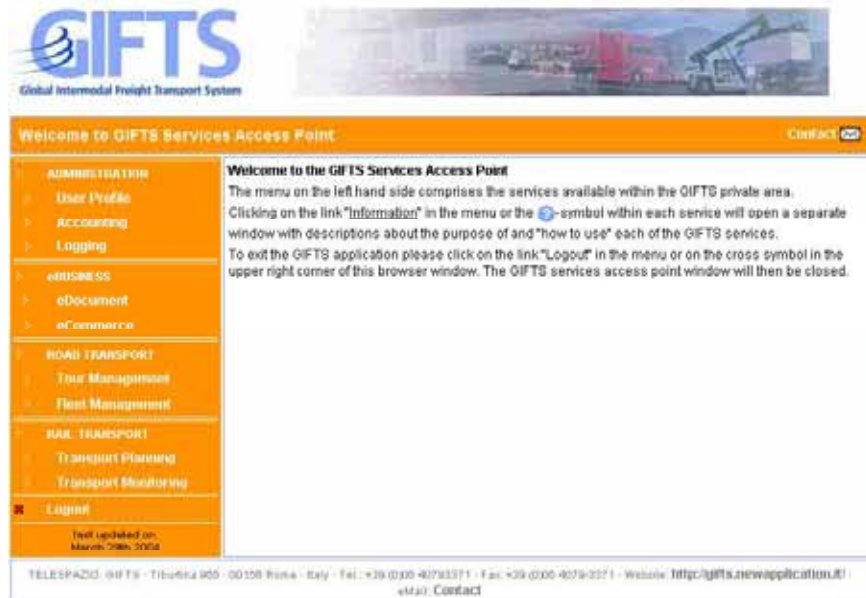 GIFTS
Global Intermodal Freight Transport System
Welcome to GIFTS Services Access Point
Contact
ADMINISTRATION
User Profile
Accounting
Logging
eBUSINESS
eDocument
eCommerce
ROAD TRANSPORT
Tour Management
Fleet Management
RAIL TRANSPORT
Transport Planning
Transport Monitoring
Logout
last updated on:
March 29th 2004
Welcome to the GIFTS Services Access Point
The menu on the left hand side comprises the services available within the GIFTS private area.
Clicking on the link "Information" in the menu or the ?-symbol within each service will open a separate
window with descriptions about the purpose of and "how to use" each of the GIFTS services.
To exit the GIFTS application please click on the link "Logout" in the menu or on the cross symbol in the
upper right corner of this browser window. The GIFTS services access point window will then be closed.
TELESPAZIO: GIFTS - Tiburtina 965 - 00156 Rome - Italy - Tel.: +39 (0)06 40793371 - Fax: +39 (0)06 4079-3371 - Website: http://gifts.newapplication.it/ -
eMail: Contact